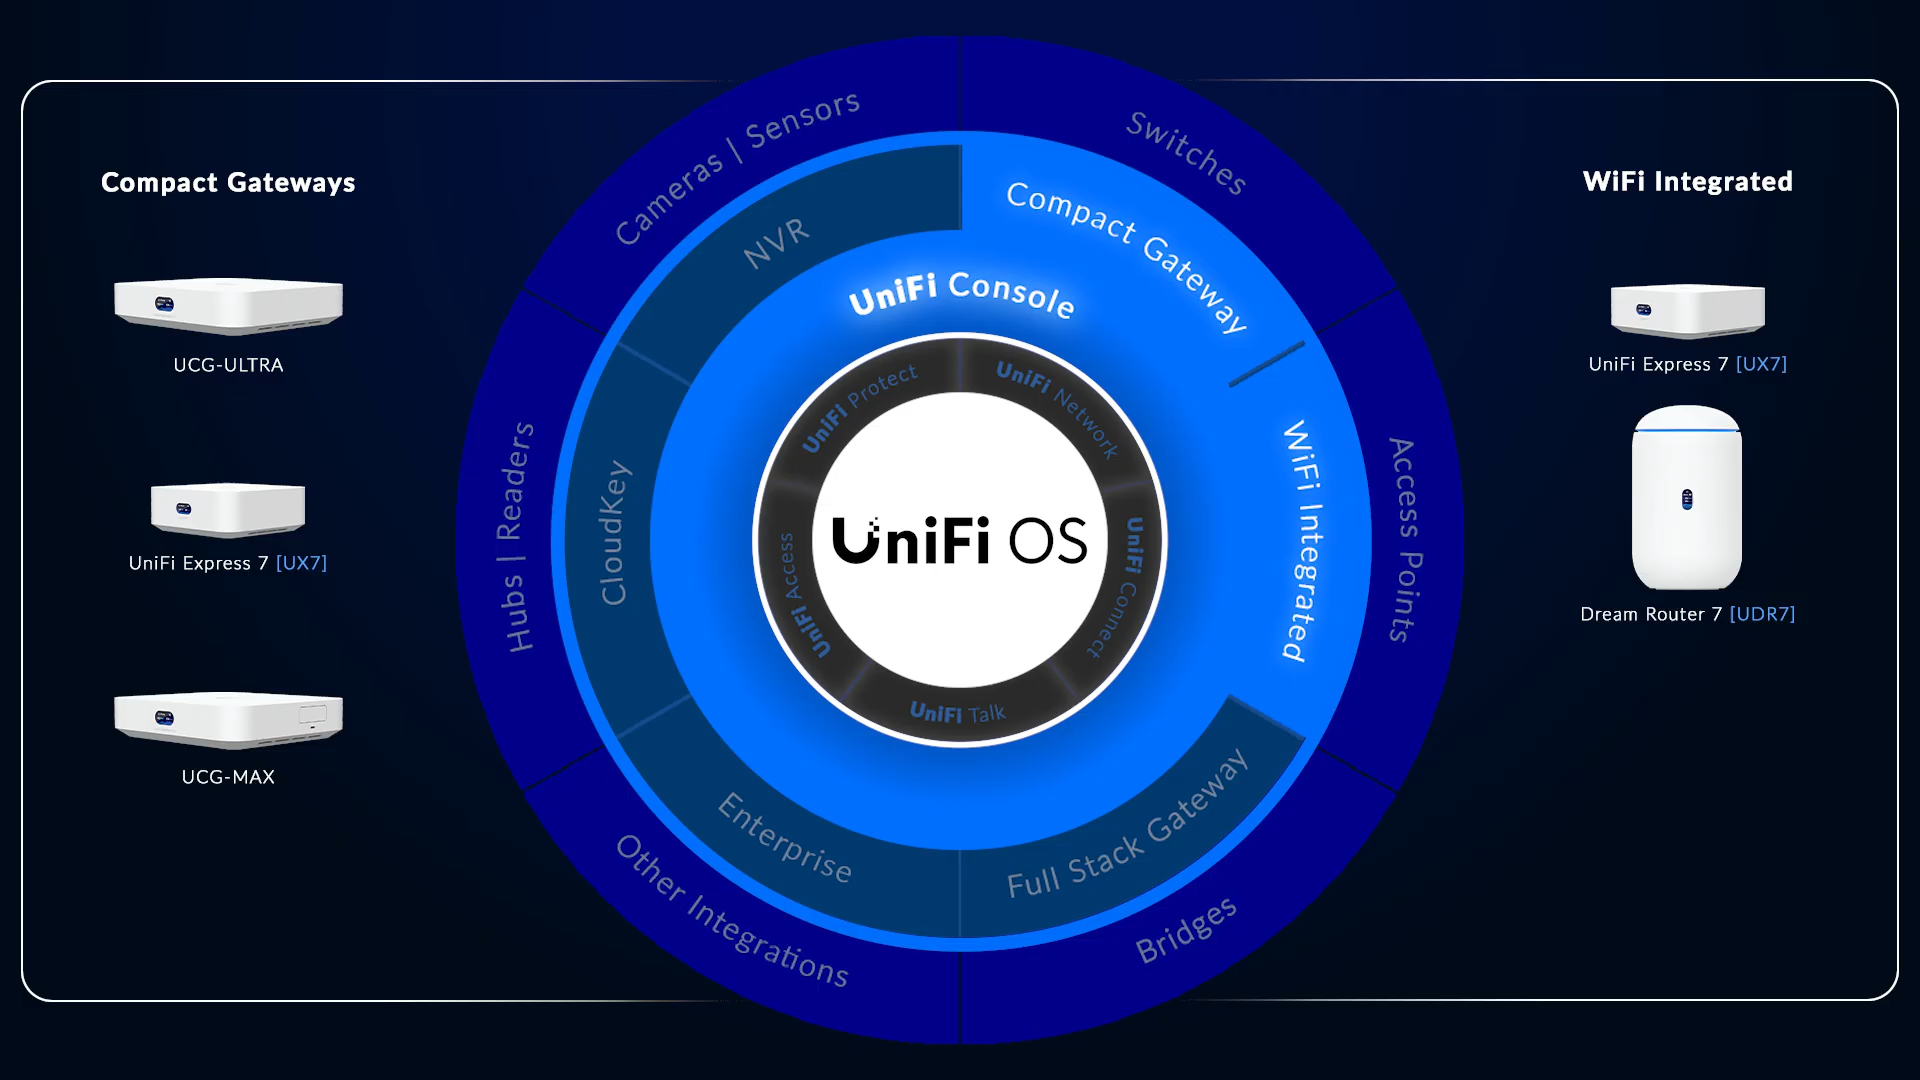 Compact Gateways
UCG-ULTRA
UniFi Express 7 [UX7]
UCG-MAX
Cameras | Sensors
Switches
Hubs | Readers
Access Points
Other Integrations
Bridges
NVR
Compact Gateway
CloudKey
WiFi Integrated
Enterprise
Full Stack Gateway
UniFi Console
UniFi Protect
UniFi Network
UniFi Access
UniFi Connect
UniFi Talk
UniFi OS
WiFi Integrated
UniFi Express 7 [UX7]
Dream Router 7 [UDR7]